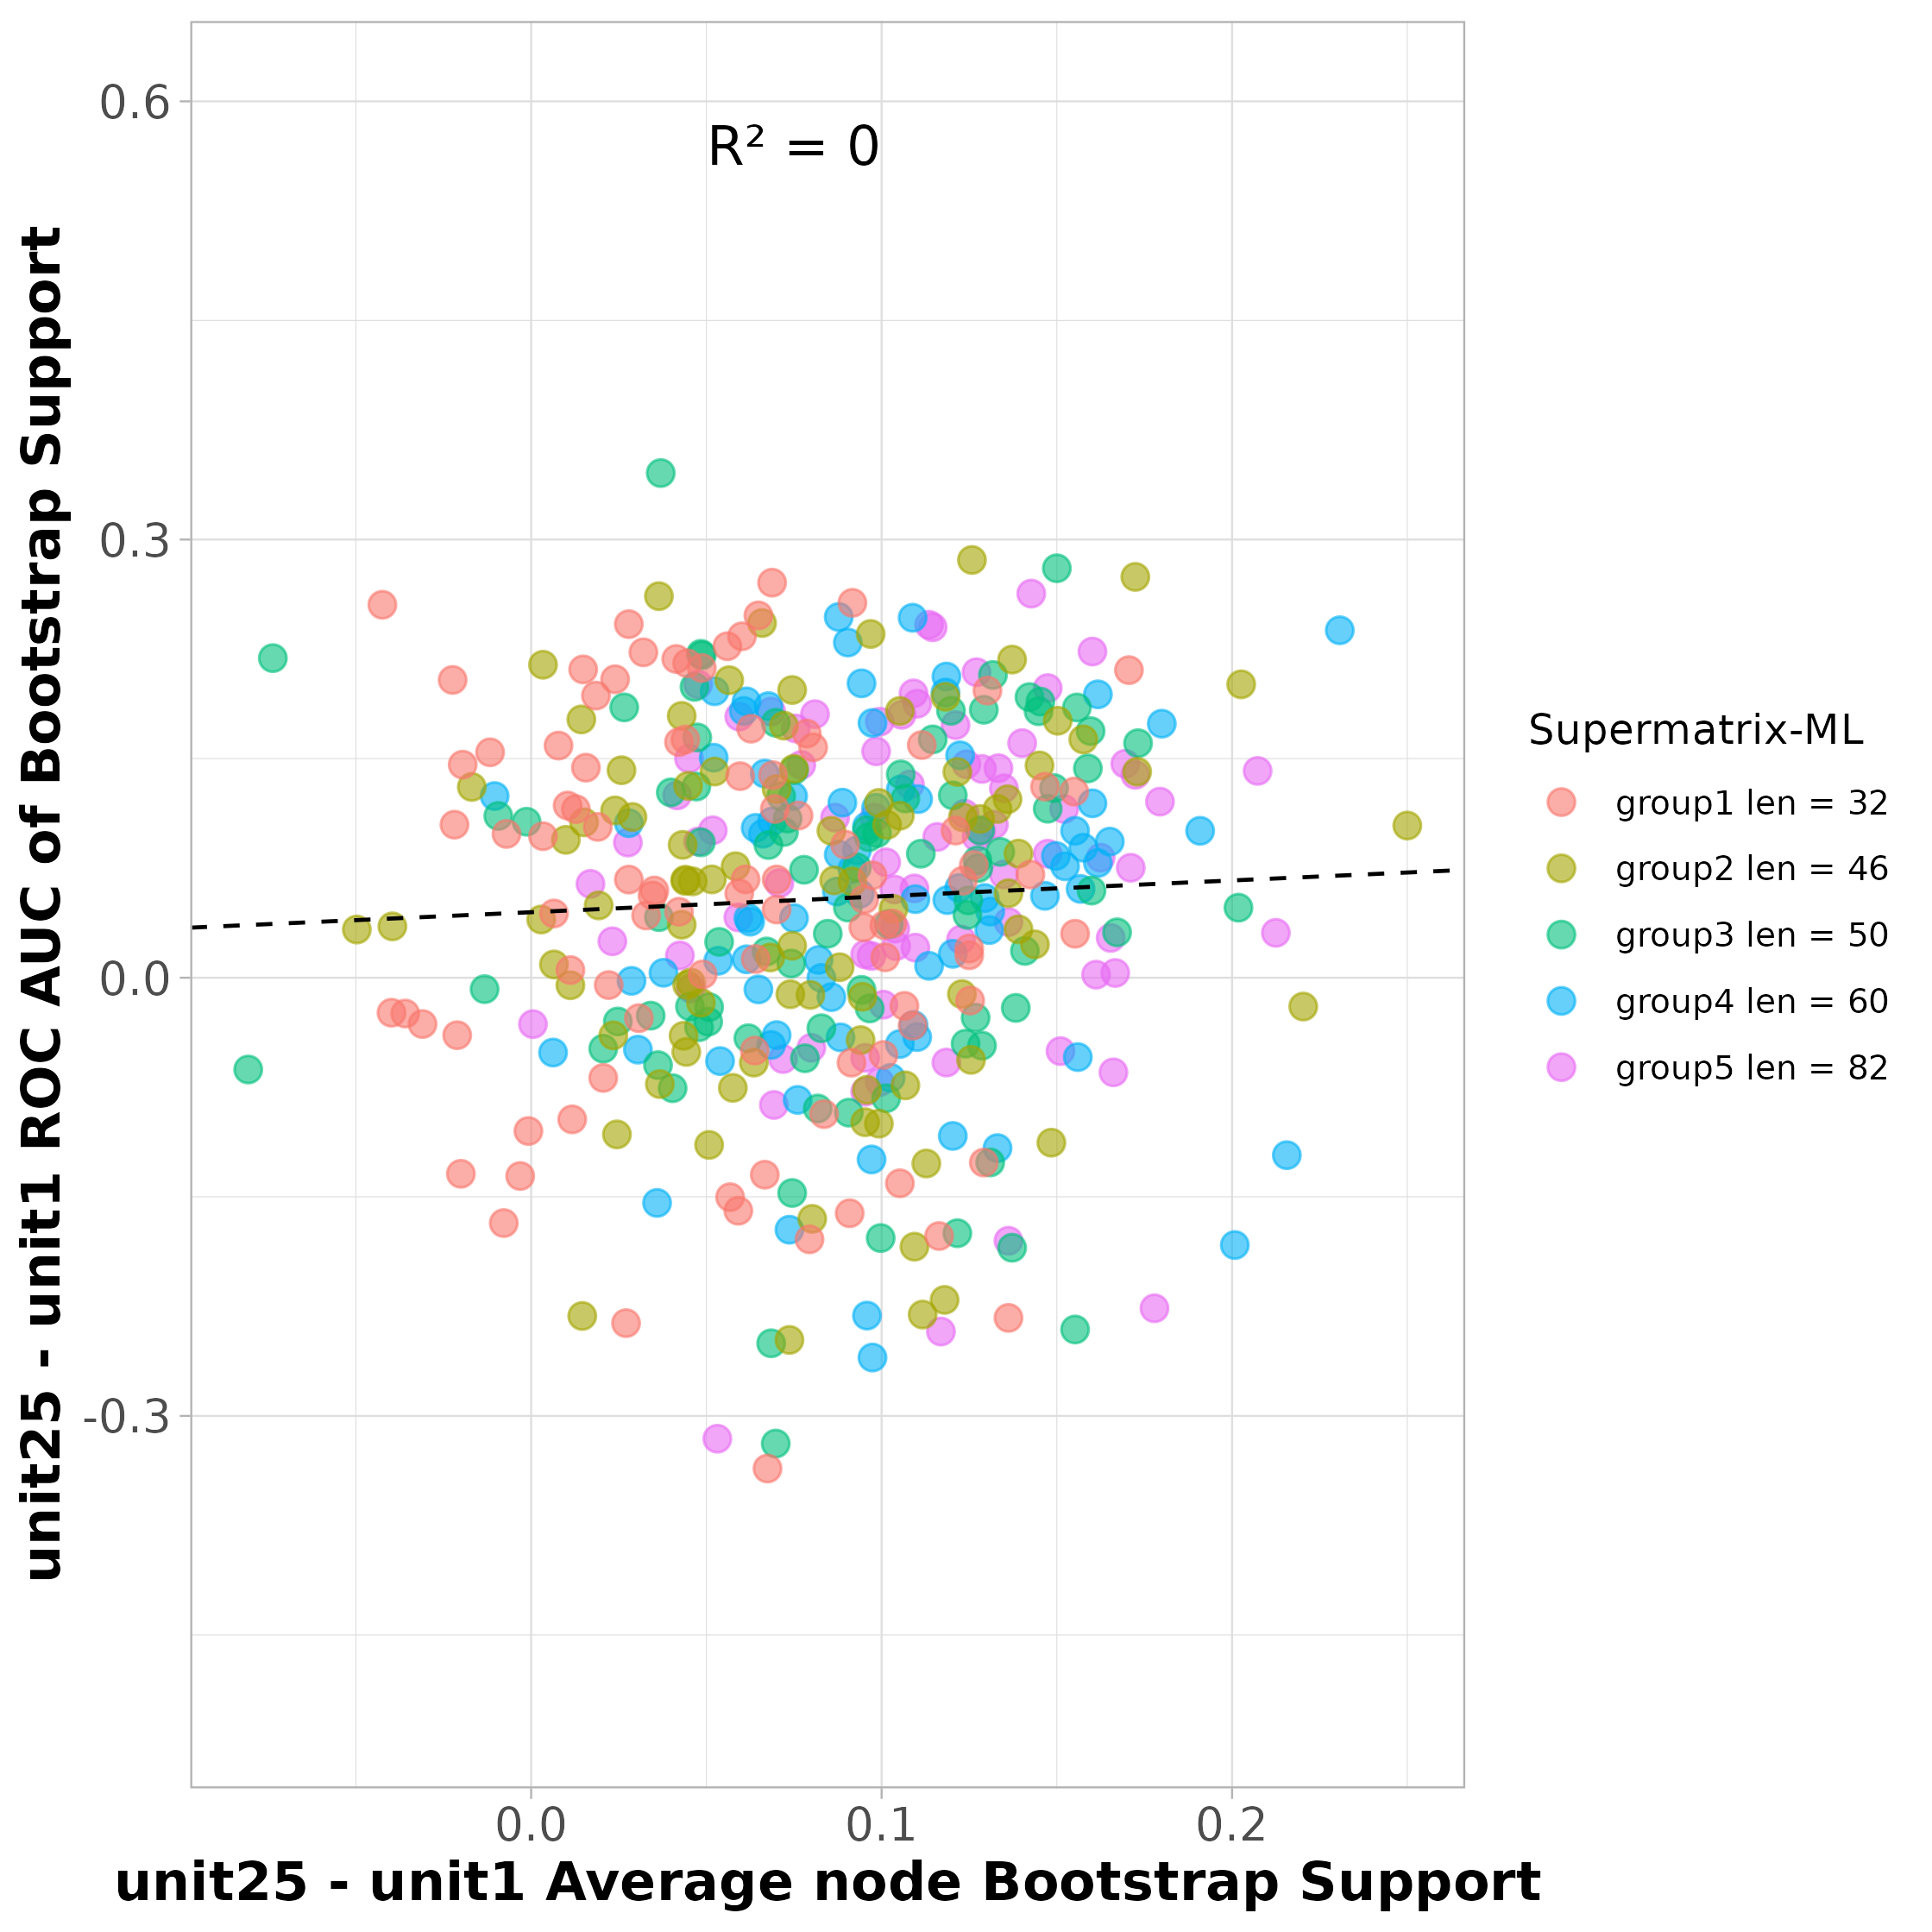 R² = 0
unit25 - unit1 ROC AUC of Bootstrap Support
0.6
0.3
0.0
-0.3
0.0
0.1
0.2
unit25 - unit1 Average node Bootstrap Support
Supermatrix-ML
group1 len = 32
group2 len = 46
group3 len = 50
group4 len = 60
group5 len = 82